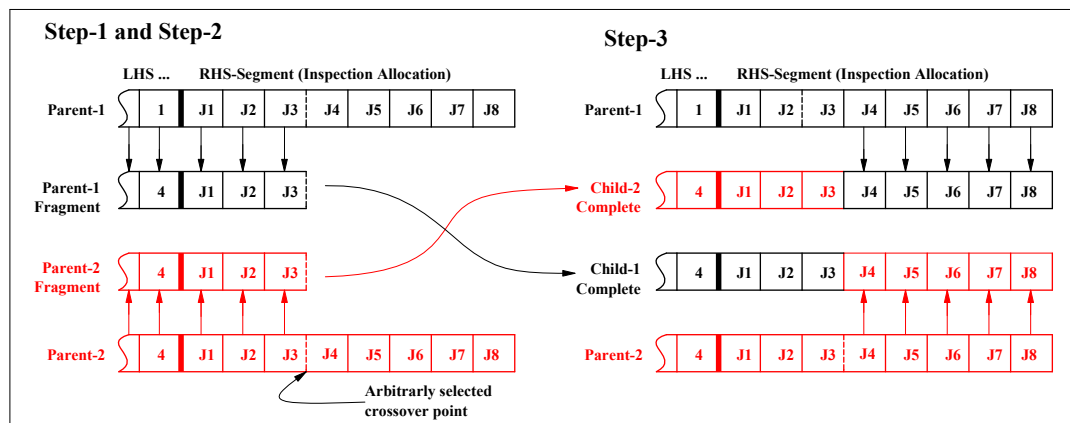 Step-1 and Step-2
LHS ... RHS-Segment (Inspection Allocation)
Parent-1 1 J1 J2 J3 J4 J5 J6 J7 J8
Parent-1
Fragment
4 J1 J2 J3
Parent-2
Fragment
4 J1 J2 J3
Parent-2 4 J1 J2 J3 J4 J5 J6 J7 J8
Arbitrarly selected
crossover point
Step-3
LHS ... RHS-Segment (Inspection Allocation)
Parent-1 1 J1 J2 J3 J4 J5 J6 J7 J8
Child-2
Complete
4 J1 J2 J3 J4 J5 J6 J7 J8
Child-1
Complete
4 J1 J2 J3 J4 J5 J6 J7 J8
Parent-2 4 J1 J2 J3 J4 J5 J6 J7 J8